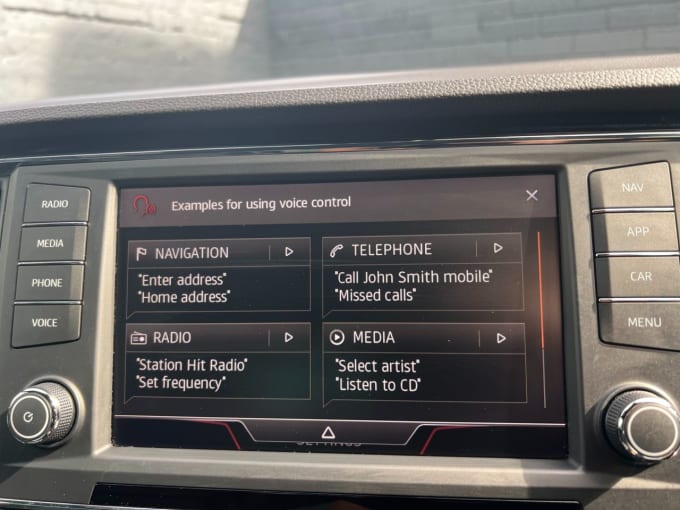 Examples for using voice control
RADIO
MEDIA
PHONE
VOICE
NAVIGATION
"Enter address"
"Home address"
TELEPHONE
"Call John Smith mobile"
"Missed calls"
RADIO
"Station Hit Radio"
"Set frequency"
MEDIA
"Select artist"
"Listen to CD"
SETTINGS
NAV
APP
CAR
MENU